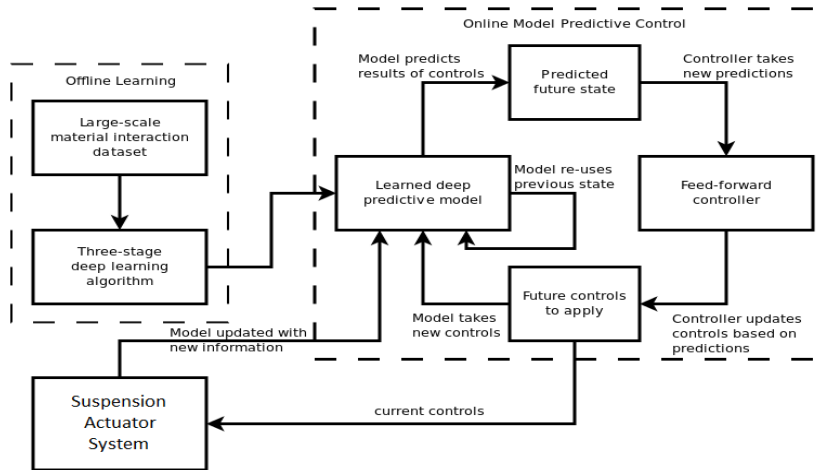 Online Model Predictive Control
Offline Learning
Large-scale
material interaction
dataset
Three-stage
deep learning
algorithm
Model predicts
results of controls
Predicted
future state
Controller takes
new predictions
Learned deep
predictive model
Model re-uses
previous state
Feed-forward
controller
Model takes
new controls
Future controls
to apply
Controller updates
controls based on
predictions
Model updated with
new information
Suspension
Actuator
System
current controls